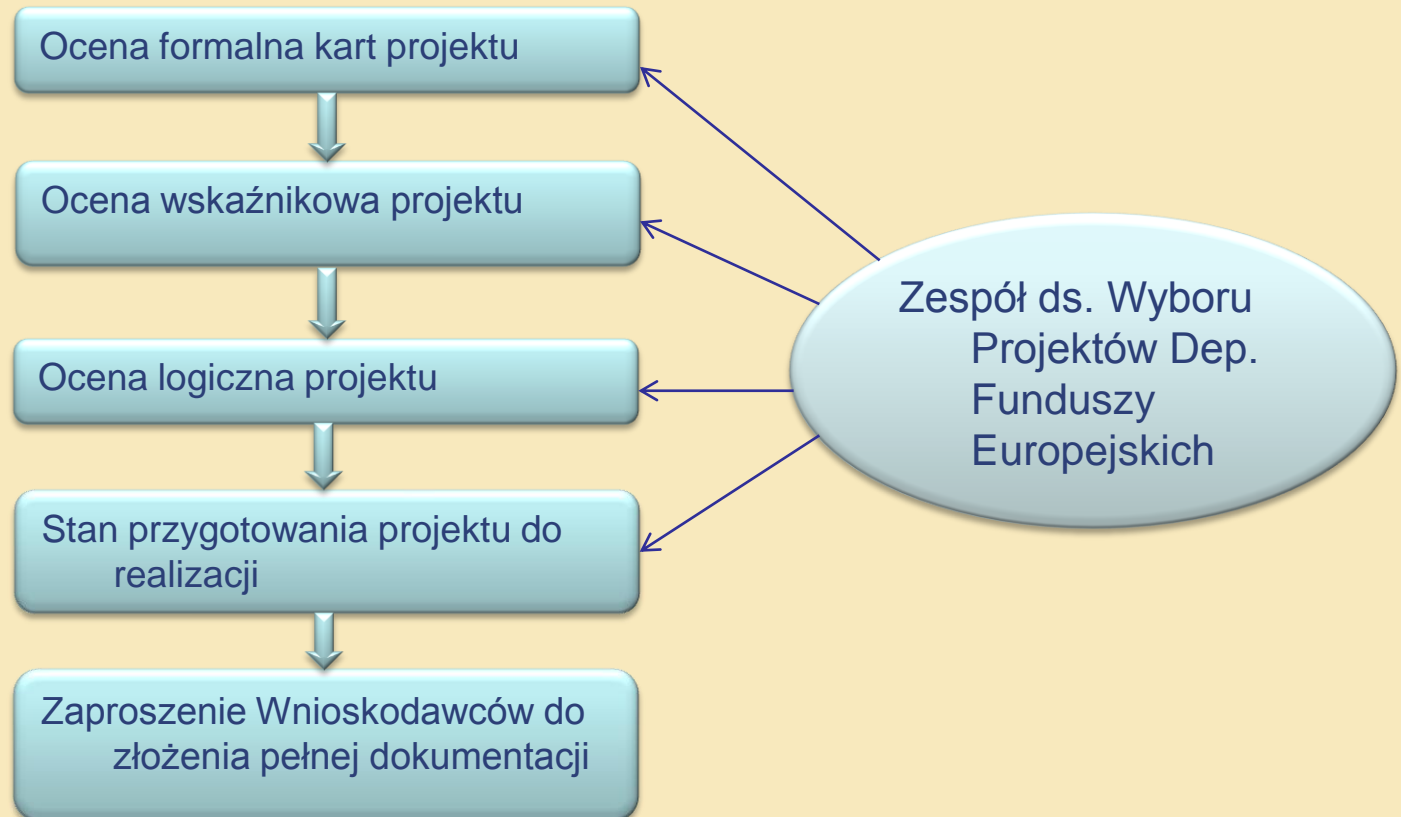 Ocena formalna kart projektu
Ocena wskaźnikowa projektu
Ocena logiczna projektu
Stan przygotowania projektu do
realizacji
Zaproszenie Wnioskodawców do
złożenia pełnej dokumentacji
Zespół ds. Wyboru
Projektów Dep.
Funduszy
Europejskich